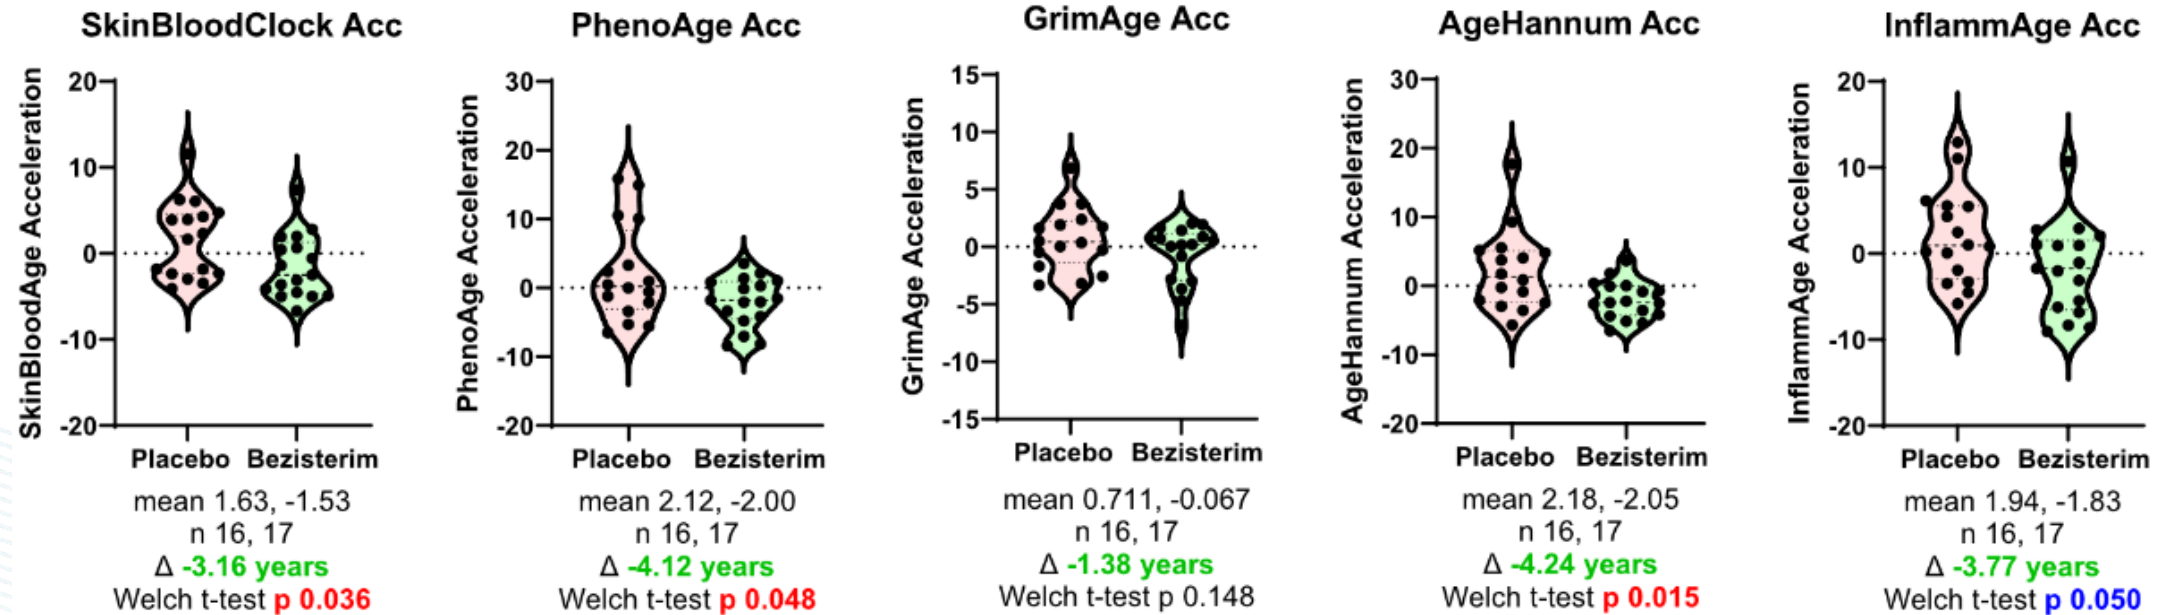 SkinBloodClock Acc
SkinBloodAge Acceleration
20
10
0
-10
-20
Placebo Bezisterim
mean 1.63, -1.53
n 16, 17
Δ -3.16 years
Welch t-test p 0.036
PhenoAge Acc
PhenoAge Acceleration
30
20
10
0
-10
-20
Placebo Bezisterim
mean 2.12, -2.00
n 16, 17
Δ -4.12 years
Welch t-test p 0.048
GrimAge Acc
GrimAge Acceleration
15
10
5
0
-5
-10
-15
Placebo Bezisterim
mean 0.711, -0.067
n 16, 17
Δ -1.38 years
Welch t-test p 0.148
AgeHannum Acc
AgeHannum Acceleration
30
20
10
0
-10
-20
Placebo Bezisterim
mean 2.18, -2.05
n 16, 17
Δ -4.24 years
Welch t-test p 0.015
InflammAge Acc
InflammAge Acceleration
20
10
0
-10
-20
Placebo Bezisterim
mean 1.94, -1.83
n 16, 17
Δ -3.77 years
Welch t-test p 0.050